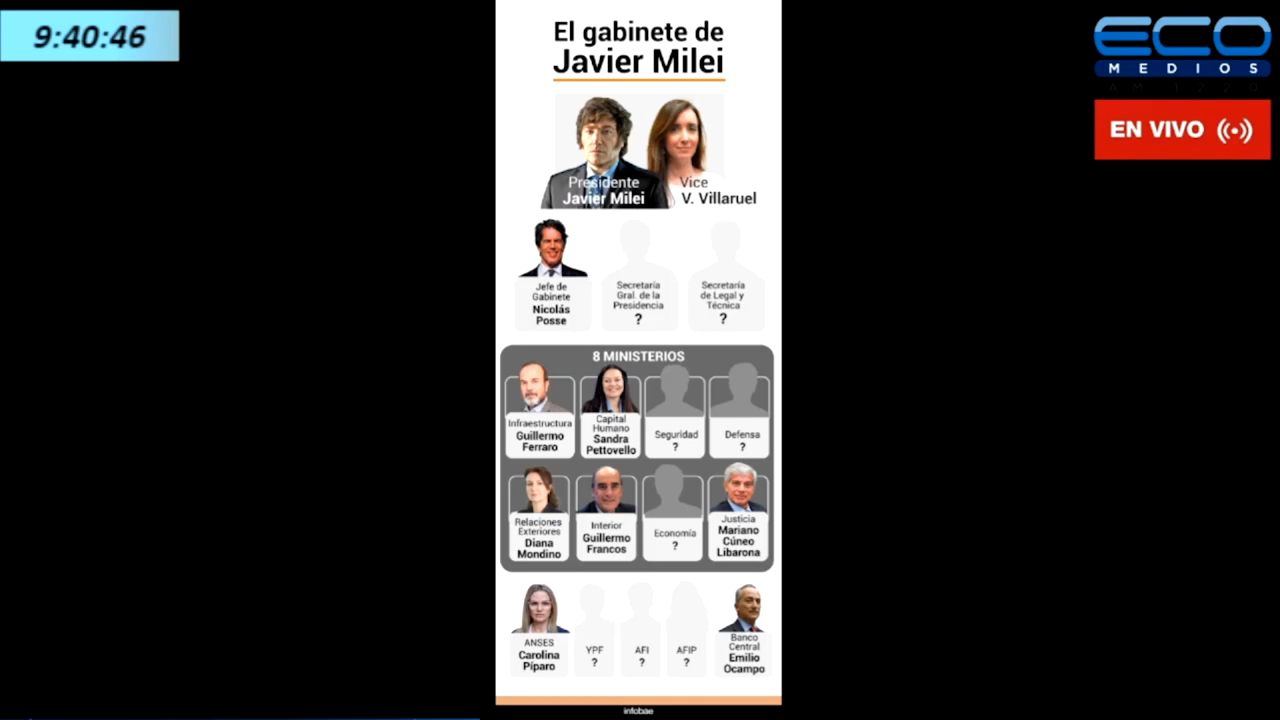 9:40:46
ECO
MEDIOS
AM 1220
EN VIVO
El gabinete de
Javier Milei
Presidente
Javier Milei
Vice
V. Villaruel
Jefe de
Gabinete
Nicolás
Posse
Secretaría
Gral. de la
Presidencia
?
Secretaría
de Legal y
Técnica
?
8 MINISTERIOS
Infraestructura
Guillermo
Ferraro
Capital
Humano
Sandra
Pettovello
Seguridad
?
Defensa
?
Relaciones
Exteriores
Diana
Mondino
Interior
Guillermo
Francos
Economía
?
Justicia
Mariano
Cúneo
Libarona
ANSES
Carolina
Píparo
YPF
?
AFI
?
AFIP
?
Banco
Central
Emilio
Ocampo
infobae